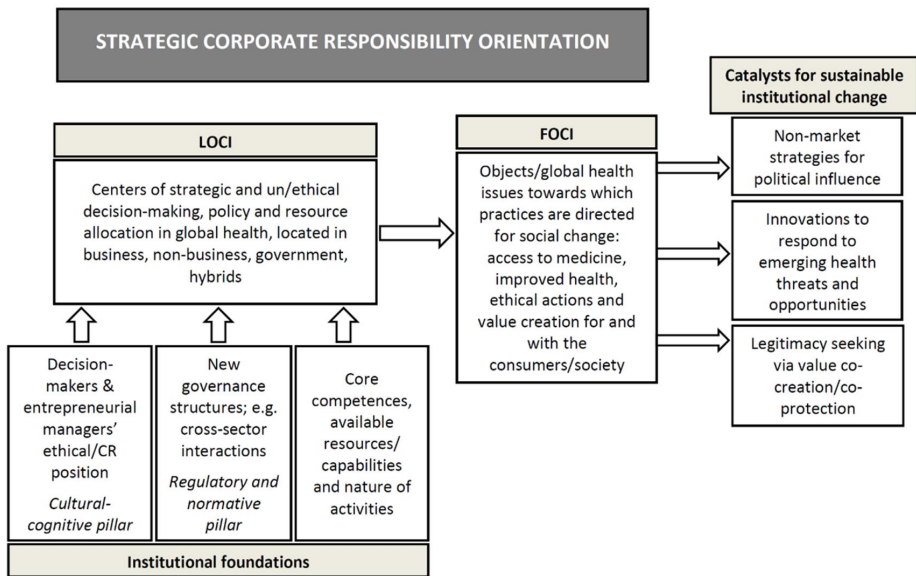 STRATEGIC CORPORATE RESPONSIBILITY ORIENTATION
LOCI
Centers of strategic and un/ethical
decision-making, policy and resource
allocation in global health, located in
business, non-business, government,
hybrids
Decision-
makers &
entrepreneurial
managers’
ethical/CR
position
Cultural-
cognitive pillar
New
governance
structures; e.g.
cross-sector
interactions
Regulatory and
normative
pillar
Core
competences,
available
resources/
capabilities
and nature of
activities
Institutional foundations
FOCI
Objects/global health
issues towards which
practices are directed
for social change:
access to medicine,
improved health,
ethical actions and
value creation for and
with the
consumers/society
Catalysts for sustainable
institutional change
Non-market
strategies for
political influence
Innovations to
respond to
emerging health
threats and
opportunities
Legitimacy seeking
via value co-
creation/co-
protection